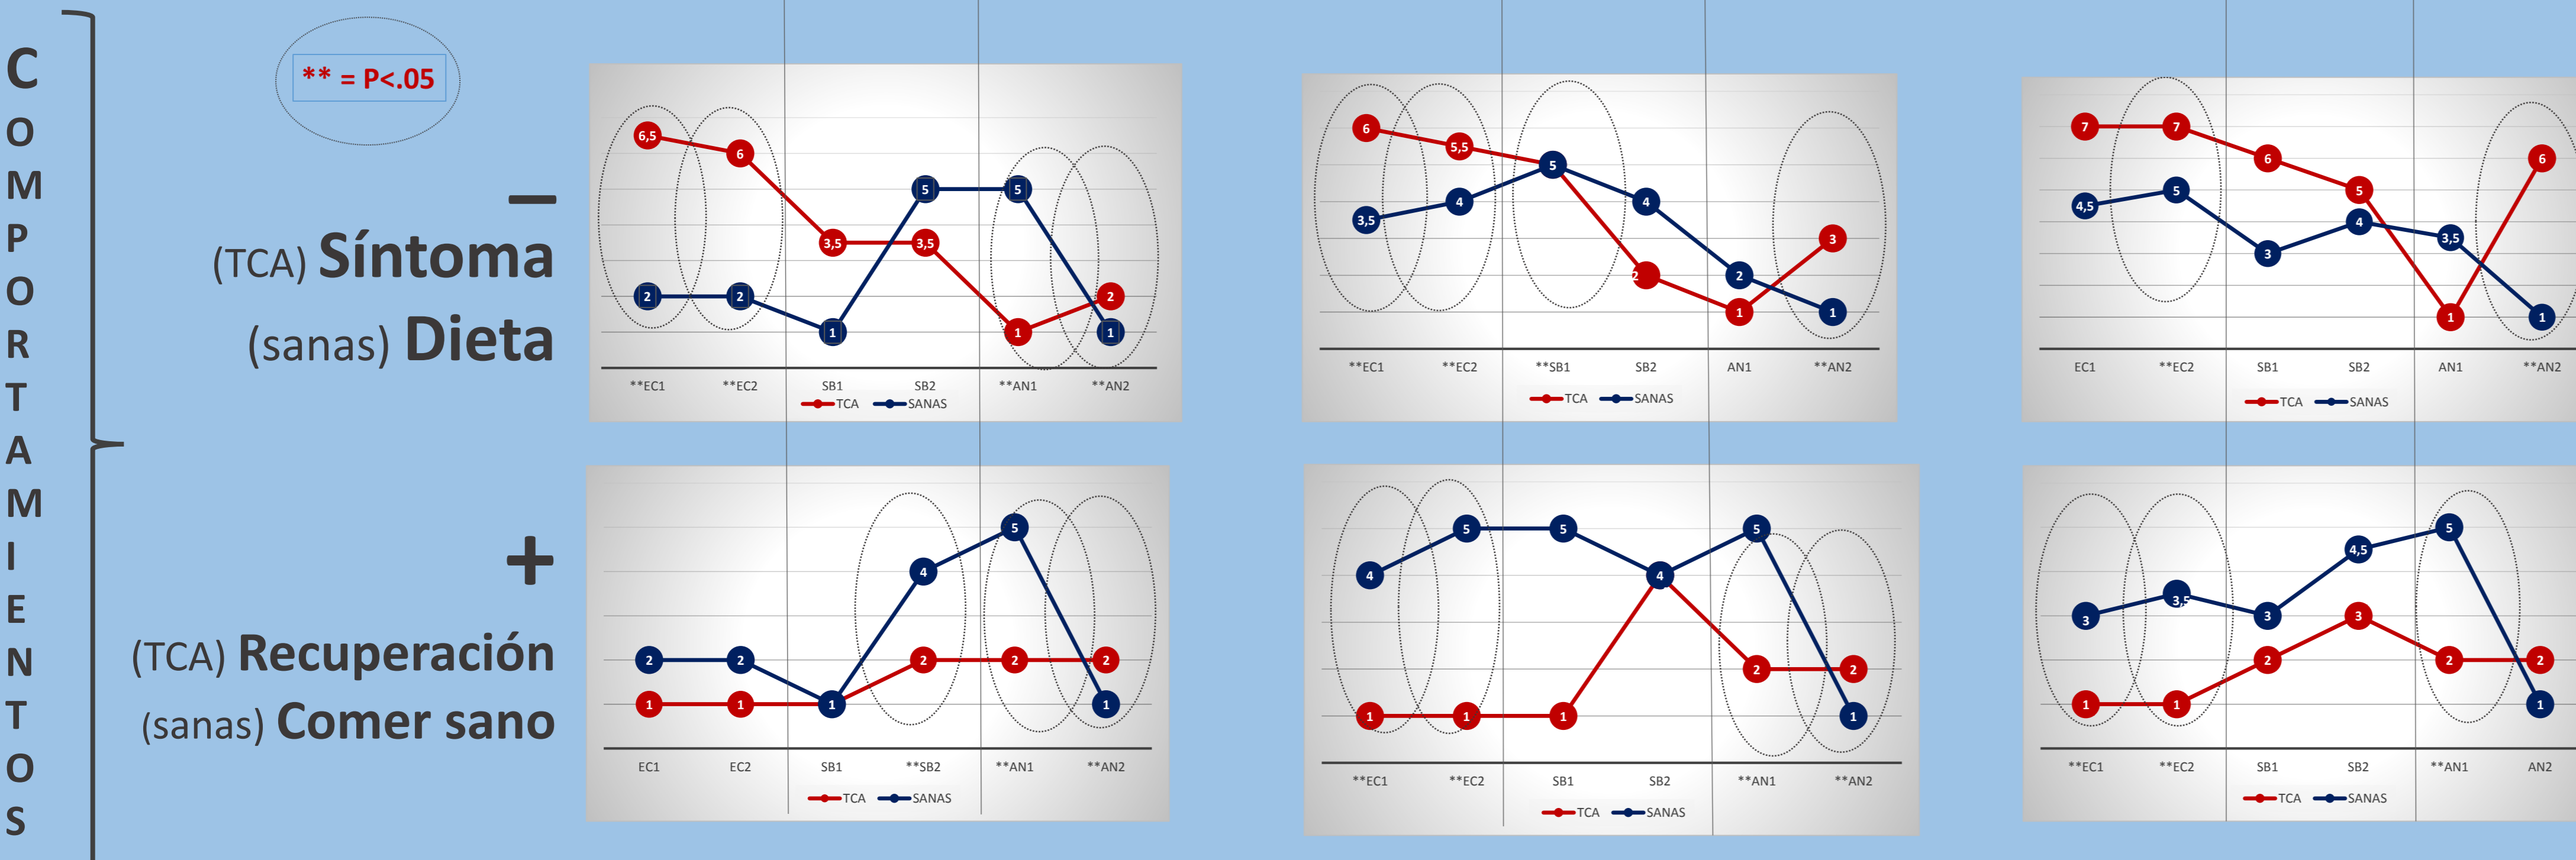 COMPORTAMIENTOS
** = P<.05
–
(TCA) Síntoma
(sanas) Dieta
6,5 6 3,5 3,5 1 2
2 2 1 5 5 1
**EC1 **EC2 SB1 SB2 **AN1 **AN2
TCA SANAS
6 5,5 2 1 3
3,5 4 5 4 2 1
**EC1 **EC2 **SB1 SB2 AN1 **AN2
TCA SANAS
7 7 6 5 1 6
4,5 5 3 4 3,5 1
EC1 **EC2 SB1 SB2 AN1 **AN2
TCA SANAS
+
(TCA) Recuperación
(sanas) Comer sano
2 2 1 4 5 1
1 1 2 2 2
EC1 EC2 SB1 **SB2 **AN1 **AN2
TCA SANAS
4 5 5 4 5 1
1 1 1 2 2
**EC1 **EC2 SB1 SB2 **AN1 **AN2
TCA SANAS
3 3,5 3 4,5 5 1
1 1 2 3 2 2
**EC1 **EC2 SB1 SB2 **AN1 AN2
TCA SANAS